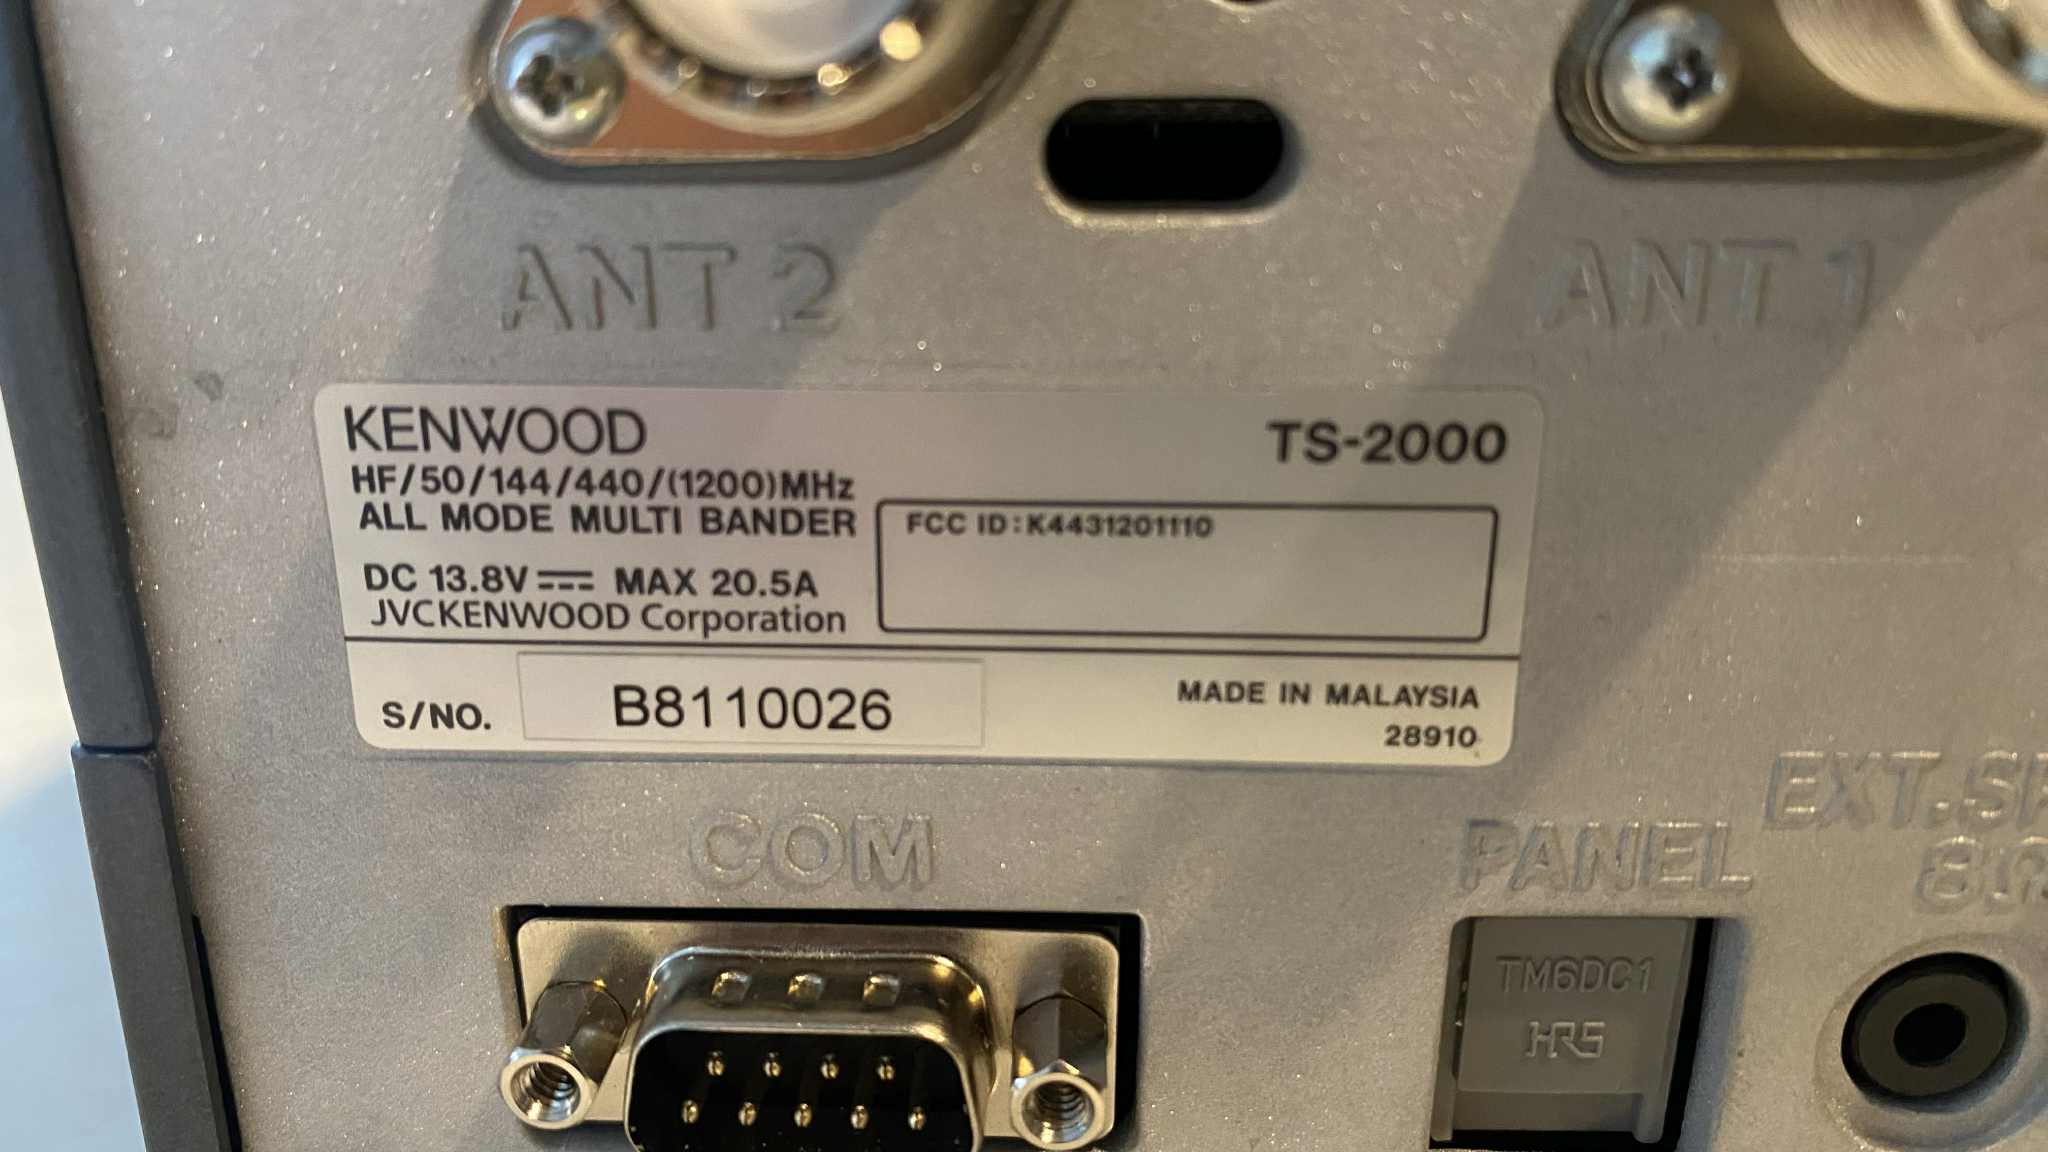 ANT 2
ANT 1
KENWOOD
TS-2000
HF/50/144/440/(1200)MHz
ALL MODE MULTI BANDER
FCC ID:K4431201110
DC 13.8V MAX 20.5A
JVCKENWOOD Corporation
S/NO.
B8110026
MADE IN MALAYSIA
28910
COM
PANEL
EXT.
8Ω
TM6DC1
HRS